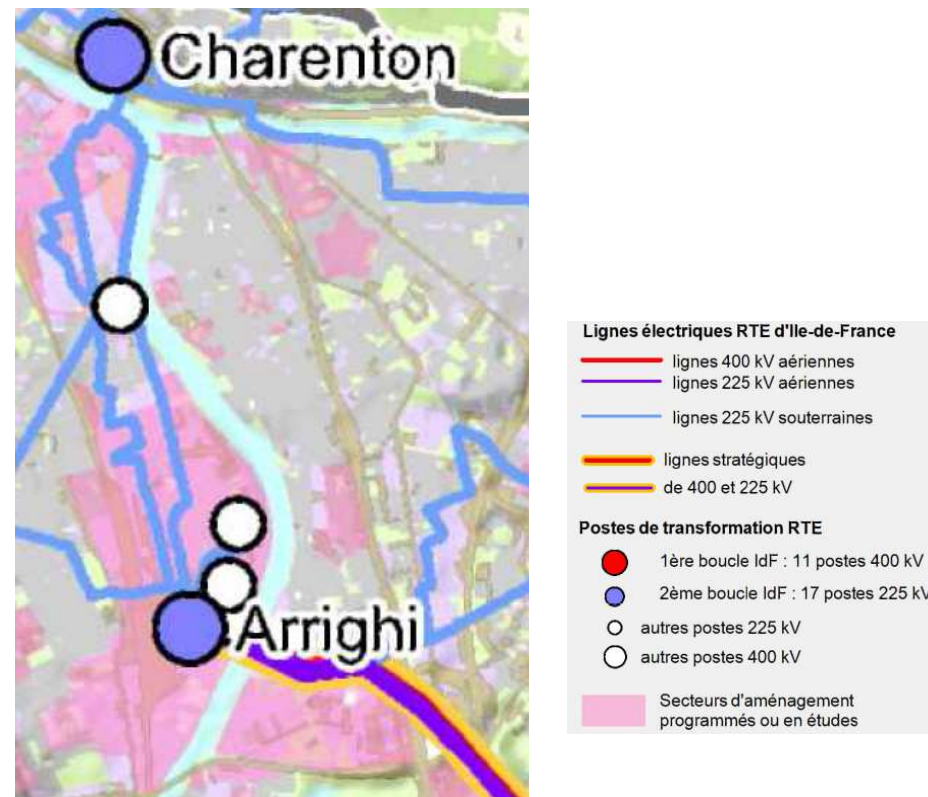 Charenton
Arrighi
Lignes électriques RTE d'Ile-de-France
lignes 400 kV aériennes
lignes 225 kV aériennes
lignes 225 kV souterraines
lignes stratégiques
de 400 et 225 kV
Postes de transformation RTE
1ère boucle IdF : 11 postes 400 kV
2ème boucle IdF : 17 postes 225 kV
autres postes 225 kV
autres postes 400 kV
Secteurs d'aménagement
programmés ou en études